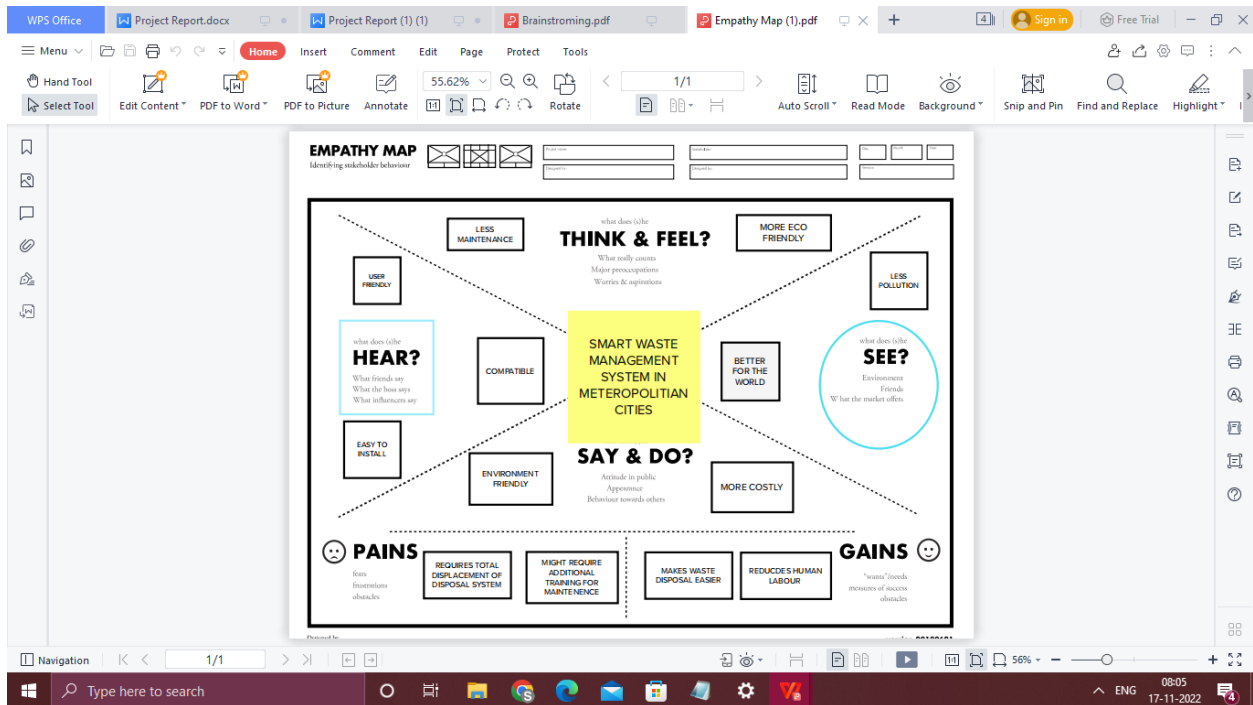 WPS Office
Project Report.docx
Project Report (1) (1)
Brainstroming.pdf
Empathy Map (1).pdf
4
Sign in
Free Trial
Menu
Home
Insert
Comment
Edit
Page
Protect
Tools
Hand Tool
Select Tool
Edit Content
PDF to Word
PDF to Picture
Annotate
55.62%
Rotate
1/1
Auto Scroll
Read Mode
Background
Snip and Pin
Find and Replace
Highlight
EMPATHY MAP
Identifying stakeholder behaviour
what does (s)he
THINK & FEEL?
What really counts
Major preoccupations
Worries & aspirations
LESS
MAINTENANCE
MORE ECO
FRIENDLY
USER
FRIENDLY
LESS
POLLUTION
what does (s)he
HEAR?
What friends say
What the boss says
What influencers say
COMPATIBLE
SMART WASTE
MANAGEMENT
SYSTEM IN
METEROPOLITIAN
CITIES
BETTER
FOR THE
WORLD
what does (s)he
SEE?
Environment
Friends
W hat the market offers
EASY TO
INSTALL
ENVIRONMENT
FRIENDLY
SAY & DO?
Attitude in public
Appearance
Behaviour towards others
MORE COSTLY
PAINS
fears
frustrations
obstacles
REQUIRES TOTAL
DISPLACEMENT OF
DISPOSAL SYSTEM
MIGHT REQUIRE
ADDITIONAL
TRAINING FOR
MAINTENENCE
MAKES WASTE
DISPOSAL EASIER
REDUCDES HUMAN
LABOUR
GAINS
"wants"/needs
measures of success
obstacles
Navigation
1/1
56%
Type here to search
ENG
08:05
17-11-2022
4